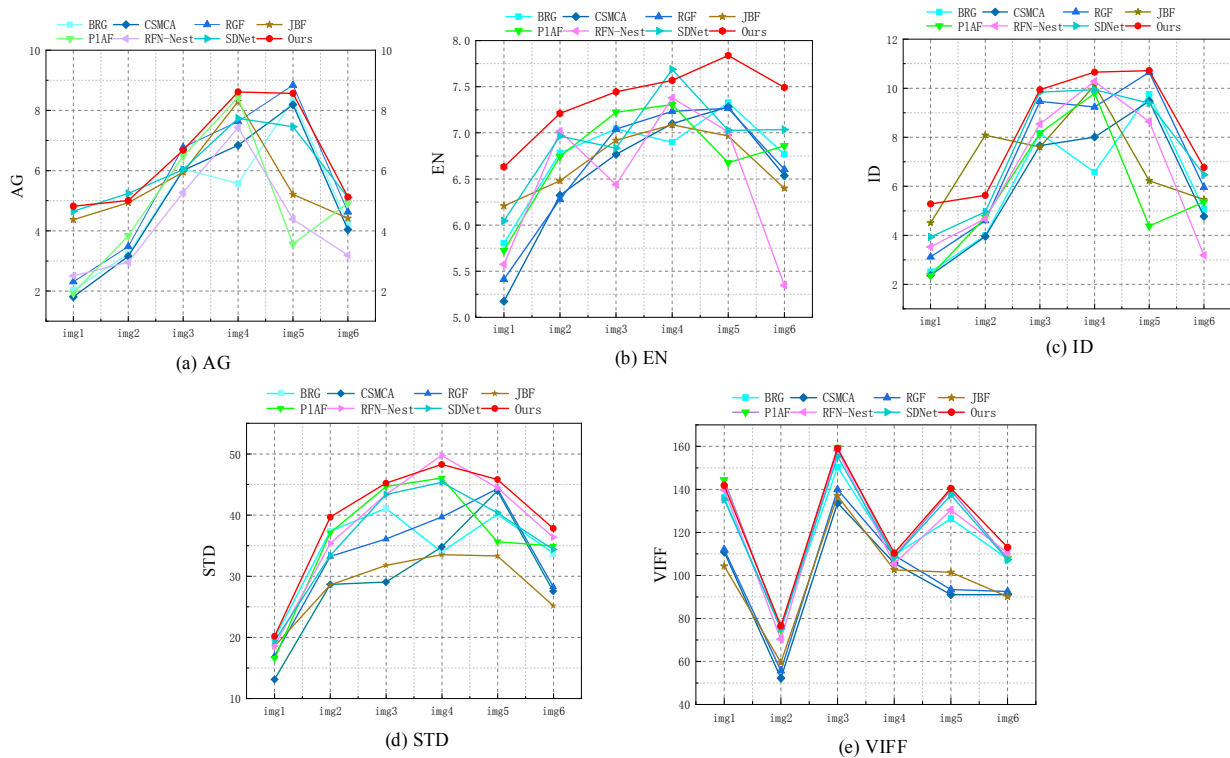 BRG CSMCA RGF JBF
PlAF RFN-Nest SDNet Ours
10
8
6
4
2
10
8
6
4
2
AG
img1 img2 img3 img4 img5 img6
(a) AG
BRG CSMCA RGF JBF
PlAF RFN-Nest SDNet Ours
8.0
7.5
7.0
6.5
6.0
5.5
5.0
EN
img1 img2 img3 img4 img5 img6
(b) EN
BRG CSMCA RGF JBF
PlAF RFN-Nest SDNet Ours
12
10
8
6
4
2
ID
img1 img2 img3 img4 img5 img6
(c) ID
BRG CSMCA RGF JBF
PlAF RFN-Nest SDNet Ours
50
40
30
20
10
STD
img1 img2 img3 img4 img5 img6
(d) STD
BRG CSMCA RGF JBF
PlAF RFN-Nest SDNet Ours
160
140
120
100
80
60
40
VIFF
img1 img2 img3 img4 img5 img6
(e) VIFF